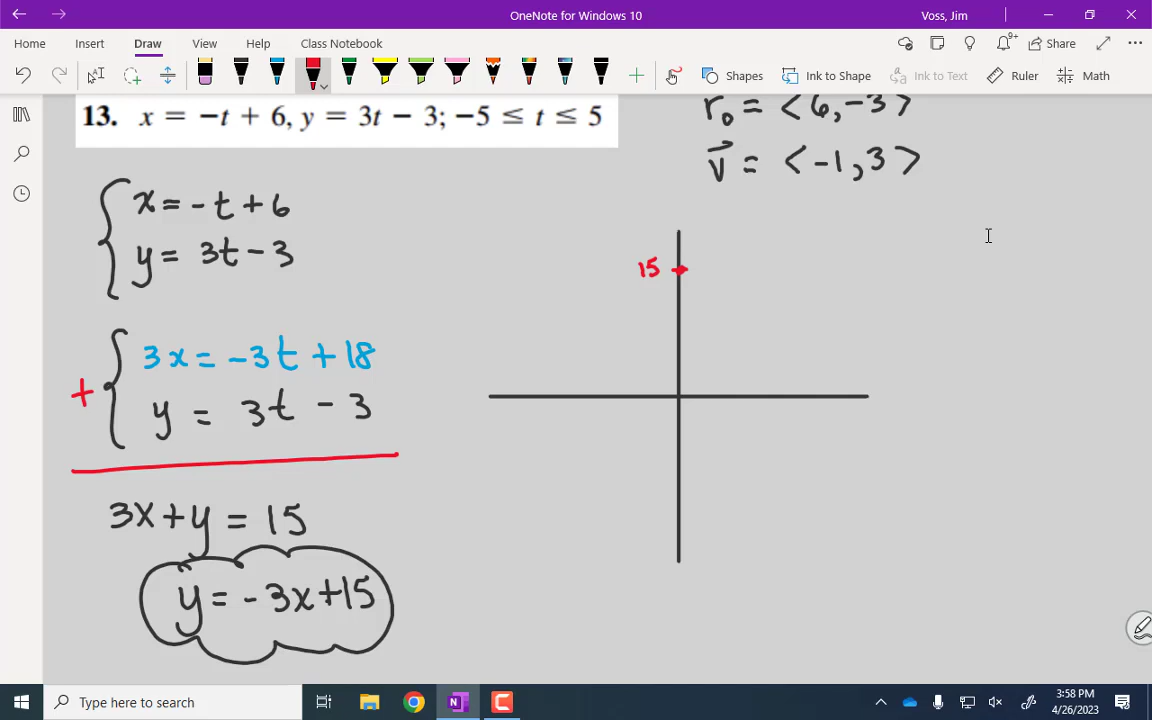 OneNote for Windows 10
Voss, Jim
Home Insert Draw View Help Class Notebook
9+
Share
Shapes Ink to Shape Ink to Text Ruler Math
13. x = −t + 6, y = 3t − 3; −5 ≤ t ≤ 5
r₀ = < 6, -3 >
v⃗ = < -1, 3 >
x = -t + 6
y = 3t - 3
15
3x = -3t + 18
+
y = 3t - 3
3x + y = 15
y = -3x + 15
Type here to search
3:58 PM
4/26/2023